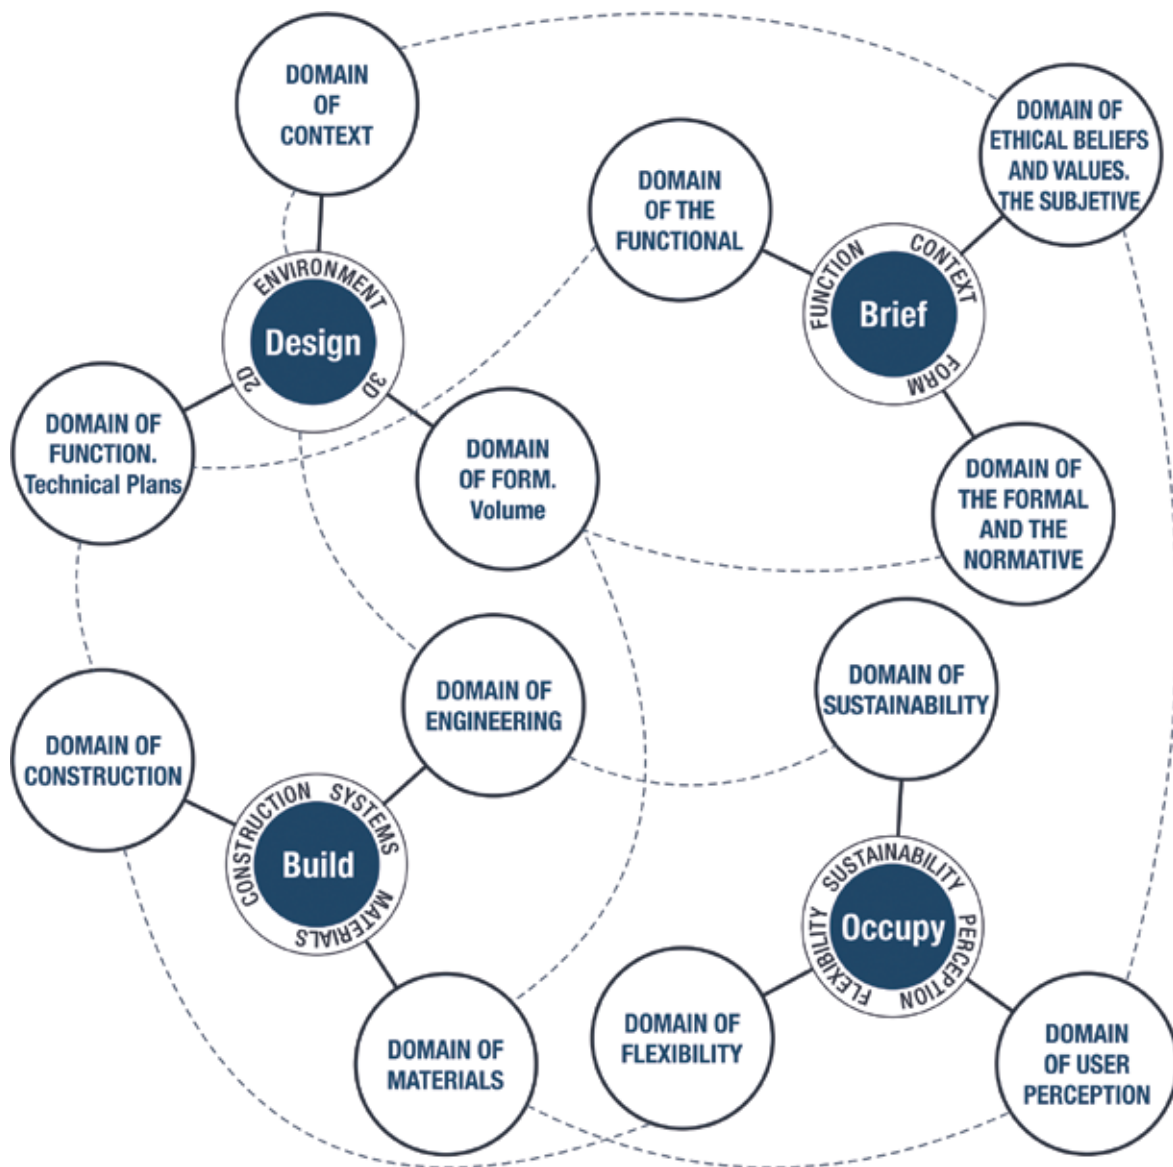 DOMAIN
OF
CONTEXT
DOMAIN OF
ETHICAL BELIEFS
AND VALUES.
THE SUBJETIVE
DOMAIN
OF THE
FUNCTIONAL
ENVIRONMENT
2D
3D
Design
FUNCTION
CONTEXT
FORM
Brief
DOMAIN OF
FUNCTION.
Technical Plans
DOMAIN
OF FORM.
Volume
DOMAIN OF
THE FORMAL
AND THE
NORMATIVE
DOMAIN OF
ENGINEERING
DOMAIN OF
SUSTAINABILITY
DOMAIN OF
CONSTRUCTION
CONSTRUCTION
SYSTEMS
MATERIALS
Build
SUSTAINABILITY
FLEXIBILITY
PERCEPTION
Occupy
DOMAIN OF
MATERIALS
DOMAIN OF
FLEXIBILITY
DOMAIN
OF USER
PERCEPTION